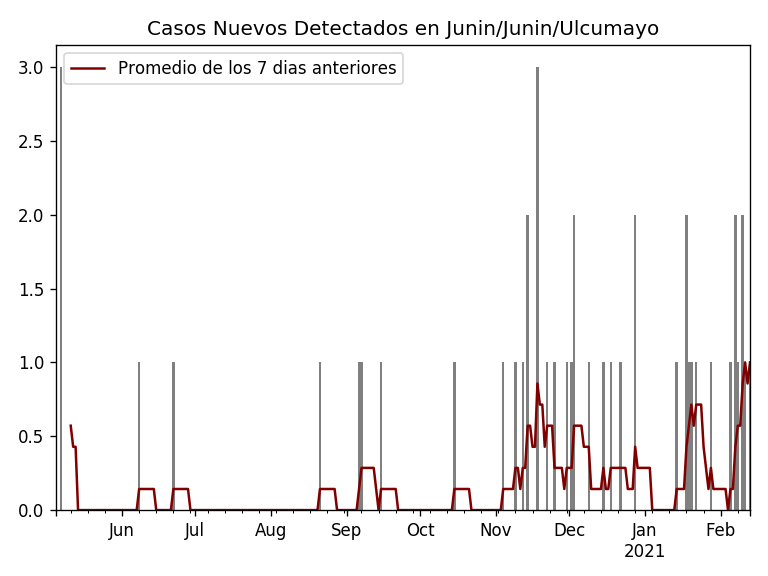 Casos Nuevos Detectados en Junin/Junin/Ulcumayo
Promedio de los 7 dias anteriores
3.0
2.5
2.0
1.5
1.0
0.5
0.0
Jun Jul Aug Sep Oct Nov Dec Jan Feb
2021